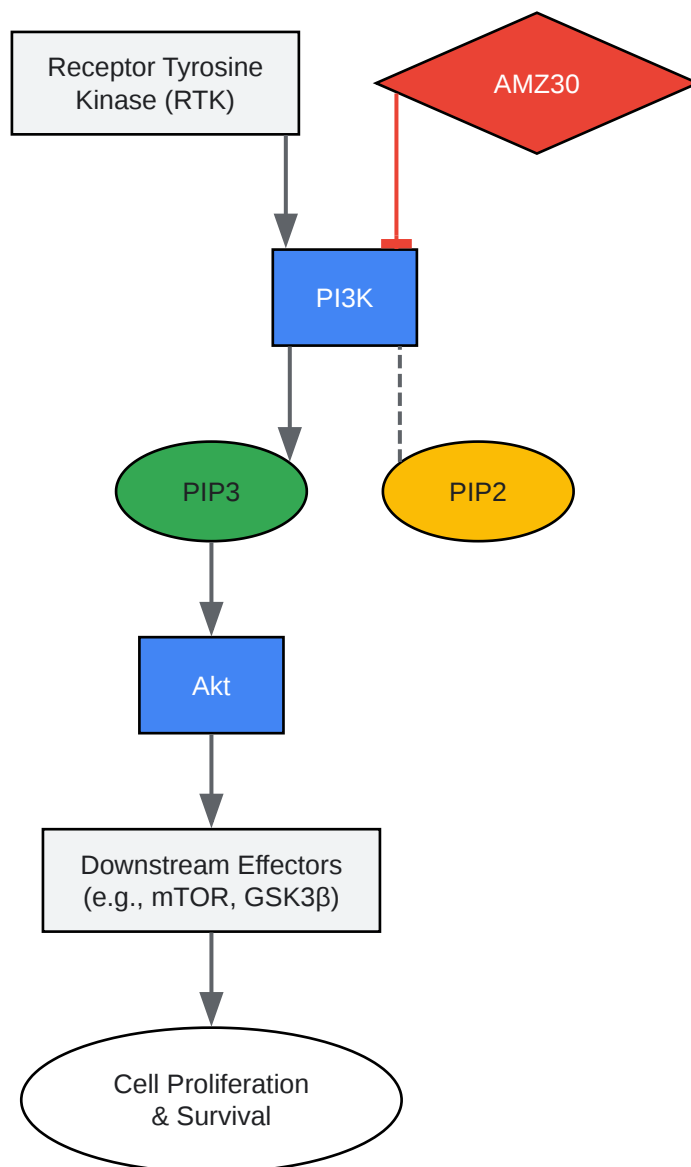 Receptor Tyrosine
Kinase (RTK)
AMZ30
PI3K
PIP3
PIP2
Akt
Downstream Effectors
(e.g., mTOR, GSK3β)
Cell Proliferation
& Survival